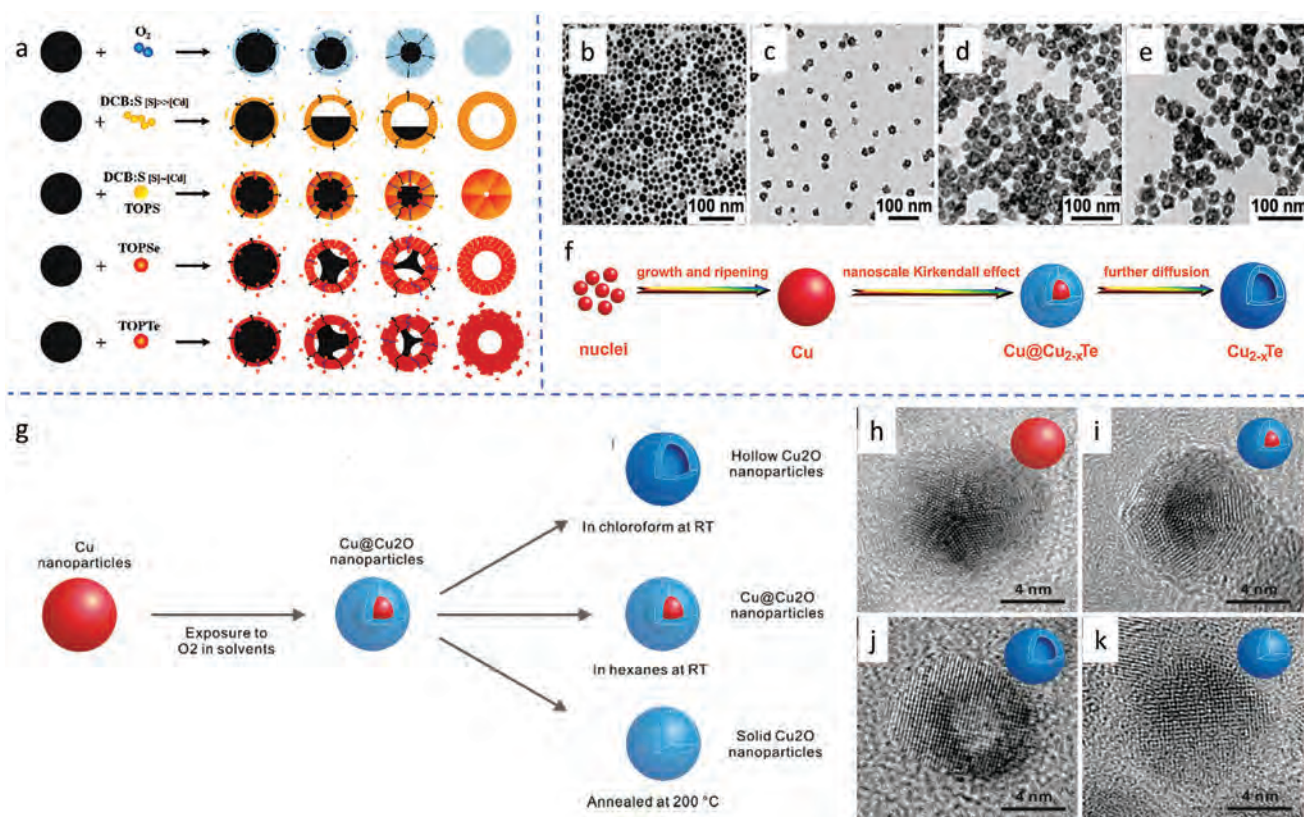 a
O2
DCB:S [S]>>[Cd]
DCB:S [S]~[Cd]
TOPS
TOPSe
TOPTe
+
+
+
+
+
b
c
d
e
100 nm
100 nm
100 nm
100 nm
f
growth and ripening
nanoscale Kirkendall effect
further diffusion
nuclei
Cu
Cu@Cu2-xTe
Cu2-xTe
g
Cu
nanoparticles
Exposure to
O2 in solvents
Cu@Cu2O
nanoparticles
Hollow Cu2O
nanoparticles
In chloroform at RT
Cu@Cu2O
nanoparticles
In hexanes at RT
Solid Cu2O
nanoparticles
Annealed at 200 °C
h
i
4 nm
4 nm
j
k
4 nm
4 nm